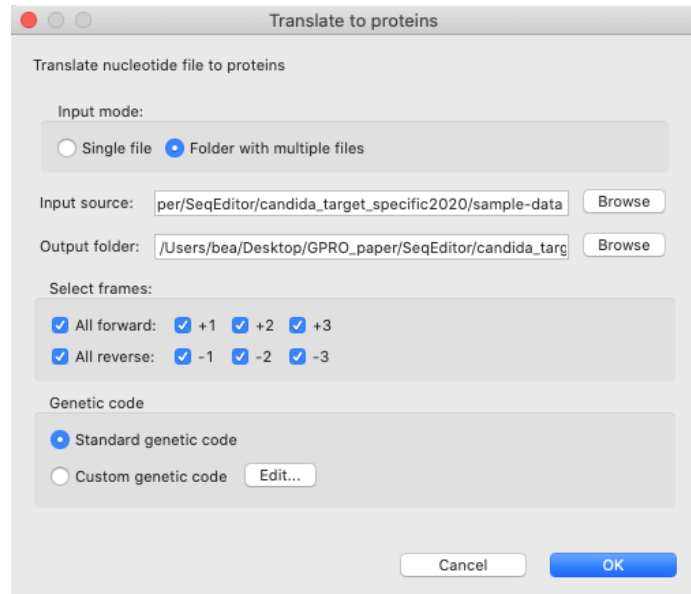 Translate to proteins
Translate nucleotide file to proteins
Input mode:
Single file Folder with multiple files
Input source: per/SeqEditor/candida_target_specific2020/sample-data Browse
Output folder: /Users/bea/Desktop/GPRO_paper/SeqEditor/candida_targ Browse
Select frames:
All forward: +1 +2 +3
All reverse: -1 -2 -3
Genetic code
Standard genetic code
Custom genetic code Edit...
Cancel OK